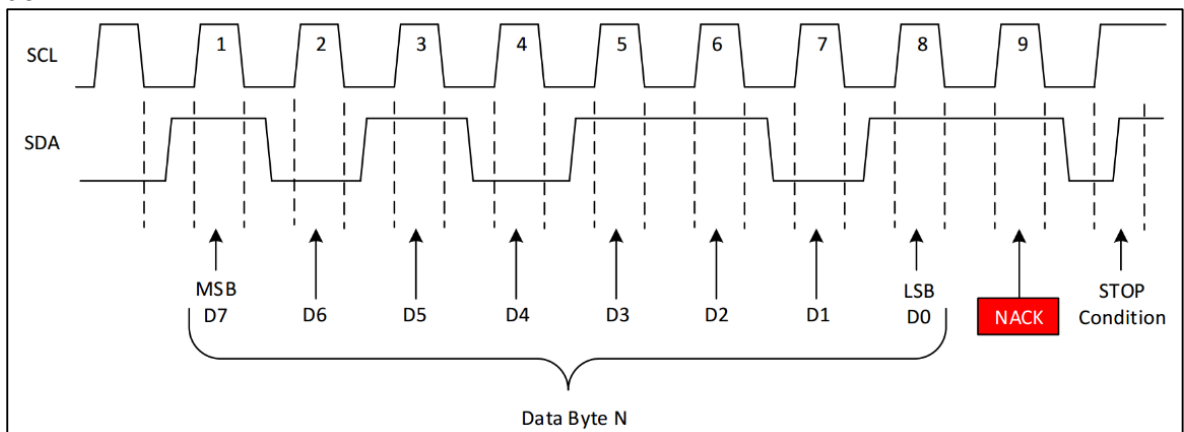 SCL
1 2 3 4 5 6 7 8 9
SDA
MSB LSB STOP
D7 D6 D5 D4 D3 D2 D1 D0 NACK Condition
Data Byte N